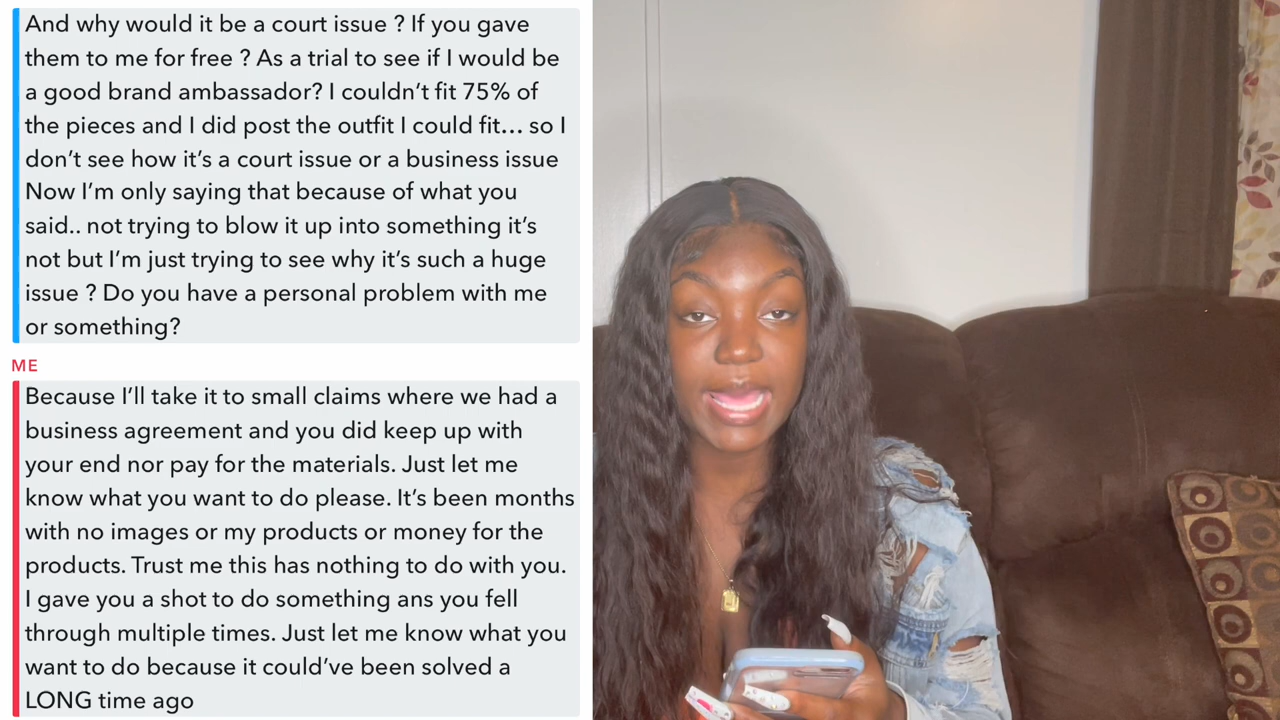 And why would it be a court issue ? If you gave
them to me for free ? As a trial to see if I would be
a good brand ambassador? I couldn’t fit 75% of
the pieces and I did post the outfit I could fit... so I
don’t see how it’s a court issue or a business issue
Now I’m only saying that because of what you
said.. not trying to blow it up into something it’s
not but I’m just trying to see why it’s such a huge
issue ? Do you have a personal problem with me
or something?
ME
Because I’ll take it to small claims where we had a
business agreement and you did keep up with
your end nor pay for the materials. Just let me
know what you want to do please. It’s been months
with no images or my products or money for the
products. Trust me this has nothing to do with you.
I gave you a shot to do something ans you fell
through multiple times. Just let me know what you
want to do because it could’ve been solved a
LONG time ago